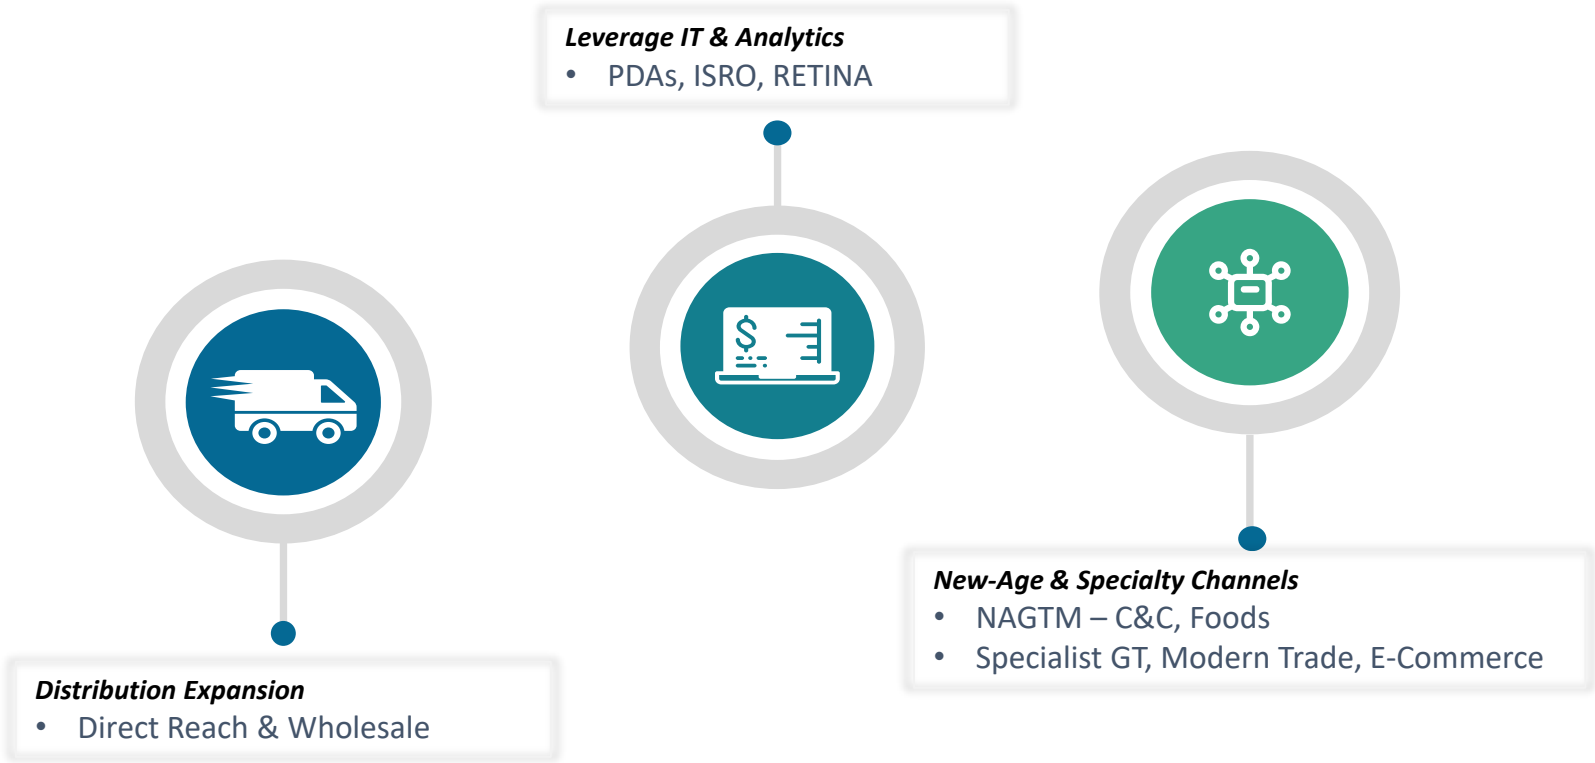 Leverage IT & Analytics
• PDAs, ISRO, RETINA
Distribution Expansion
• Direct Reach & Wholesale
New-Age & Specialty Channels
• NAGTM – C&C, Foods
• Specialist GT, Modern Trade, E-Commerce
$